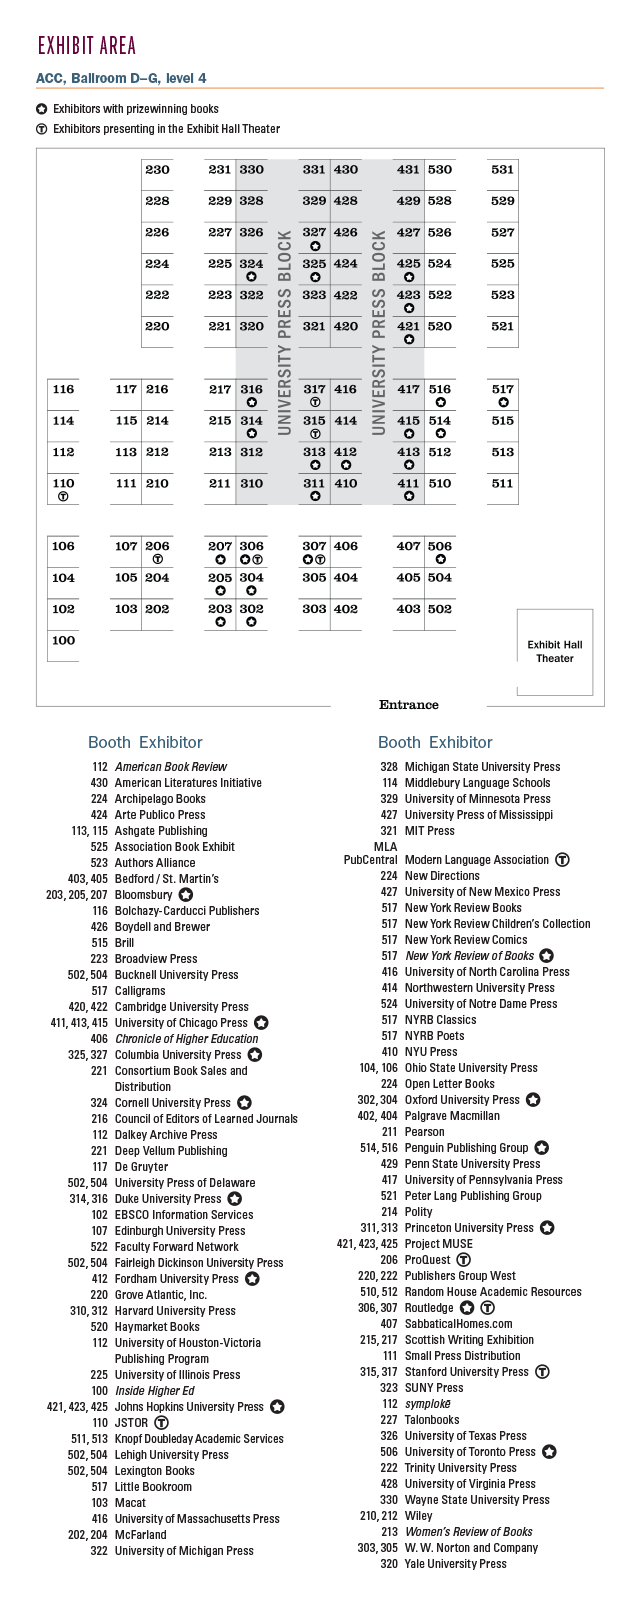 EXHIBIT AREA
ACC, Ballroom D–G, level 4
Exhibitors with prizewinning books
Ⓣ Exhibitors presenting in the Exhibit Hall Theater
230 231 330 331 430 431 530 531
228 229 328 329 428 429 528 529
226 227 326 327 426 427 526 527
224 225 324 325 424 425 524 525
222 223 322 323 422 423 522 523
220 221 320 321 420 421 520 521
UNIVERSITY PRESS BLOCK
UNIVERSITY PRESS BLOCK
116 117 216 217 316 317 416 417 516 517
Ⓣ
114 115 214 215 314 315 414 415 514 515
Ⓣ
112 113 212 213 312 313 412 413 512 513
110 111 210 211 310 311 410 411 510 511
Ⓣ
106 107 206 207 306 307 406 407 506
Ⓣ Ⓣ Ⓣ
104 105 204 205 304 305 404 405 504
102 103 202 203 302 303 402 403 502
100
Exhibit Hall
Theater
Entrance
Booth Exhibitor
112 American Book Review
430 American Literatures Initiative
224 Archipelago Books
424 Arte Publico Press
113, 115 Ashgate Publishing
525 Association Book Exhibit
523 Authors Alliance
403, 405 Bedford / St. Martin's
203, 205, 207 Bloomsbury
116 Bolchazy-Carducci Publishers
426 Boydell and Brewer
515 Brill
223 Broadview Press
502, 504 Bucknell University Press
517 Calligrams
420, 422 Cambridge University Press
411, 413, 415 University of Chicago Press
406 Chronicle of Higher Education
325, 327 Columbia University Press
221 Consortium Book Sales and
Distribution
324 Cornell University Press
216 Council of Editors of Learned Journals
112 Dalkey Archive Press
221 Deep Vellum Publishing
117 De Gruyter
502, 504 University Press of Delaware
314, 316 Duke University Press
102 EBSCO Information Services
107 Edinburgh University Press
522 Faculty Forward Network
502, 504 Fairleigh Dickinson University Press
412 Fordham University Press
220 Grove Atlantic, Inc.
310, 312 Harvard University Press
520 Haymarket Books
112 University of Houston-Victoria
Publishing Program
225 University of Illinois Press
100 Inside Higher Ed
421, 423, 425 Johns Hopkins University Press
110 JSTOR Ⓣ
511, 513 Knopf Doubleday Academic Services
502, 504 Lehigh University Press
502, 504 Lexington Books
517 Little Bookroom
103 Macat
416 University of Massachusetts Press
202, 204 McFarland
322 University of Michigan Press
Booth Exhibitor
328 Michigan State University Press
114 Middlebury Language Schools
329 University of Minnesota Press
427 University Press of Mississippi
321 MIT Press
MLA
PubCentral Modern Language Association Ⓣ
224 New Directions
427 University of New Mexico Press
517 New York Review Books
517 New York Review Children's Collection
517 New York Review Comics
517 New York Review of Books
416 University of North Carolina Press
414 Northwestern University Press
524 University of Notre Dame Press
517 NYRB Classics
517 NYRB Poets
410 NYU Press
104, 106 Ohio State University Press
224 Open Letter Books
302, 304 Oxford University Press
402, 404 Palgrave Macmillan
211 Pearson
514, 516 Penguin Publishing Group
429 Penn State University Press
417 University of Pennsylvania Press
521 Peter Lang Publishing Group
214 Polity
311, 313 Princeton University Press
421, 423, 425 Project MUSE
206 ProQuest Ⓣ
220, 222 Publishers Group West
510, 512 Random House Academic Resources
306, 307 Routledge Ⓣ
407 SabbaticalHomes.com
215, 217 Scottish Writing Exhibition
111 Small Press Distribution
315, 317 Stanford University Press Ⓣ
323 SUNY Press
112 symplokē
227 Talonbooks
326 University of Texas Press
506 University of Toronto Press
222 Trinity University Press
428 University of Virginia Press
330 Wayne State University Press
210, 212 Wiley
213 Women's Review of Books
303, 305 W. W. Norton and Company
320 Yale University Press